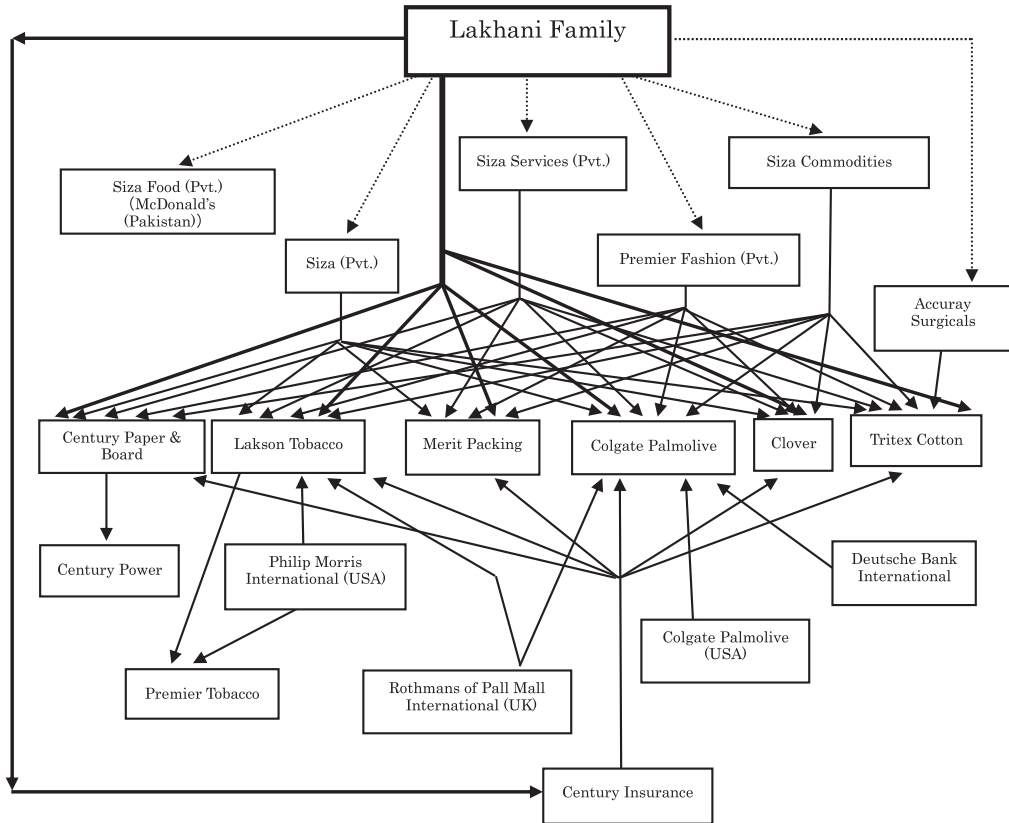 Lakhani Family
Siza Services (Pvt.)
Siza Commodities
Siza Food (Pvt.)
(McDonald's
(Pakistan))
Siza (Pvt.)
Premier Fashion (Pvt.)
Accuray
Surgicals
Century Paper &
Board
Lakson Tobacco
Merit Packing
Colgate Palmolive
Clover
Tritex Cotton
Century Power
Philip Morris
International (USA)
Deutsche Bank
International
Colgate Palmolive
(USA)
Premier Tobacco
Rothmans of Pall Mall
International (UK)
Century Insurance